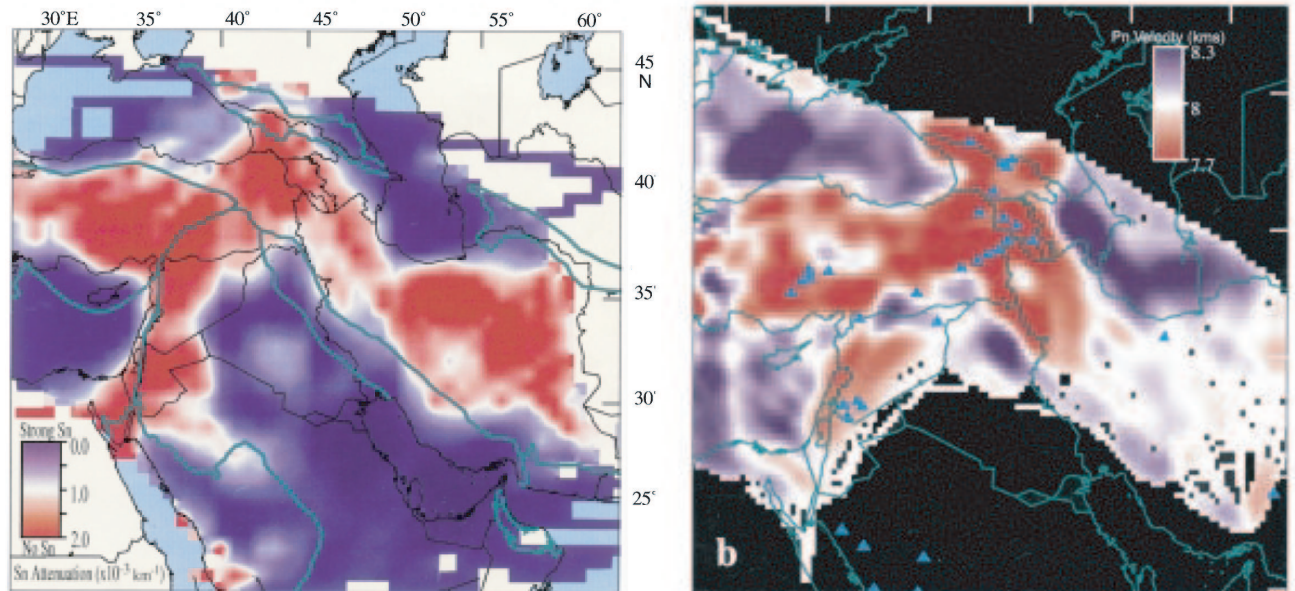 30˚E 35˚ 40˚ 45˚ 50˚ 55˚ 60˚
45
N
40˚
35˚
30˚
25˚
Strong Sn
0.0
1.0
2.0
No Sn
Sn Attenuation (x10⁻³ km⁻¹)
Pn Velocity (kms)
8.3
8
7.7
b